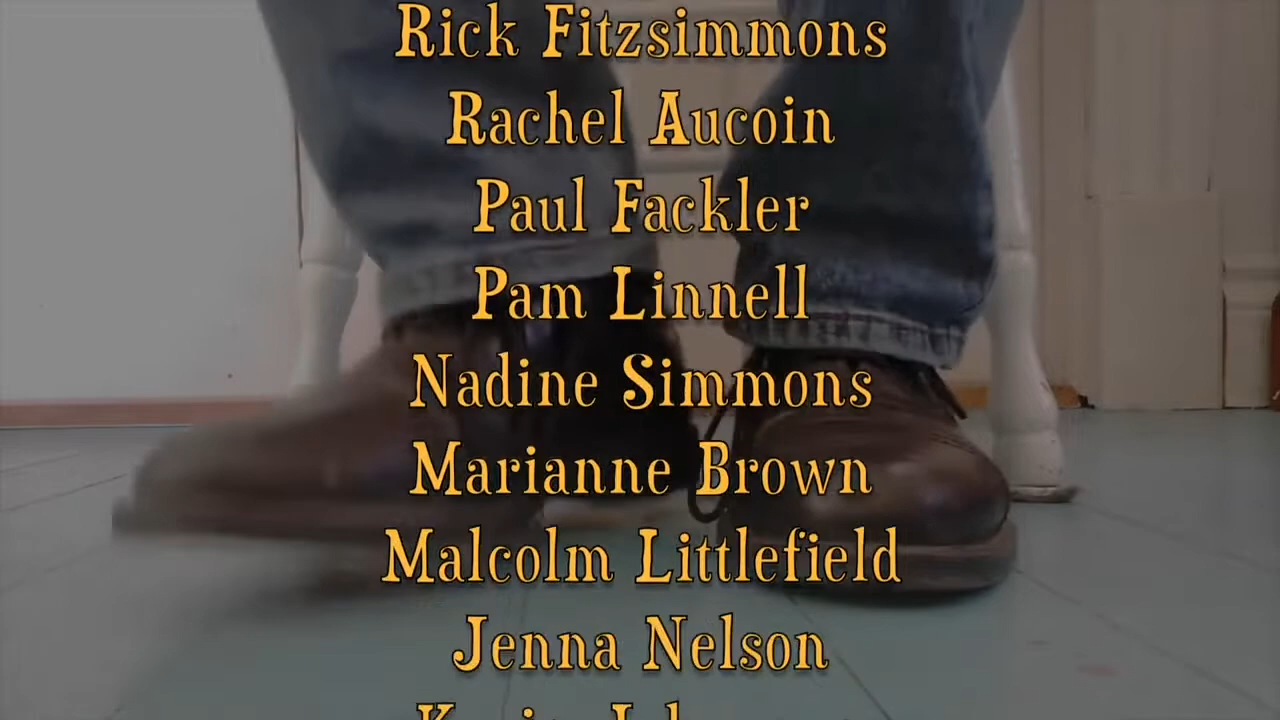 Rick Fitzsimmons
Rachel Aucoin
Paul Fackler
Pam Linnell
Nadine Simmons
Marianne Brown
Malcolm Littlefield
Jenna Nelson